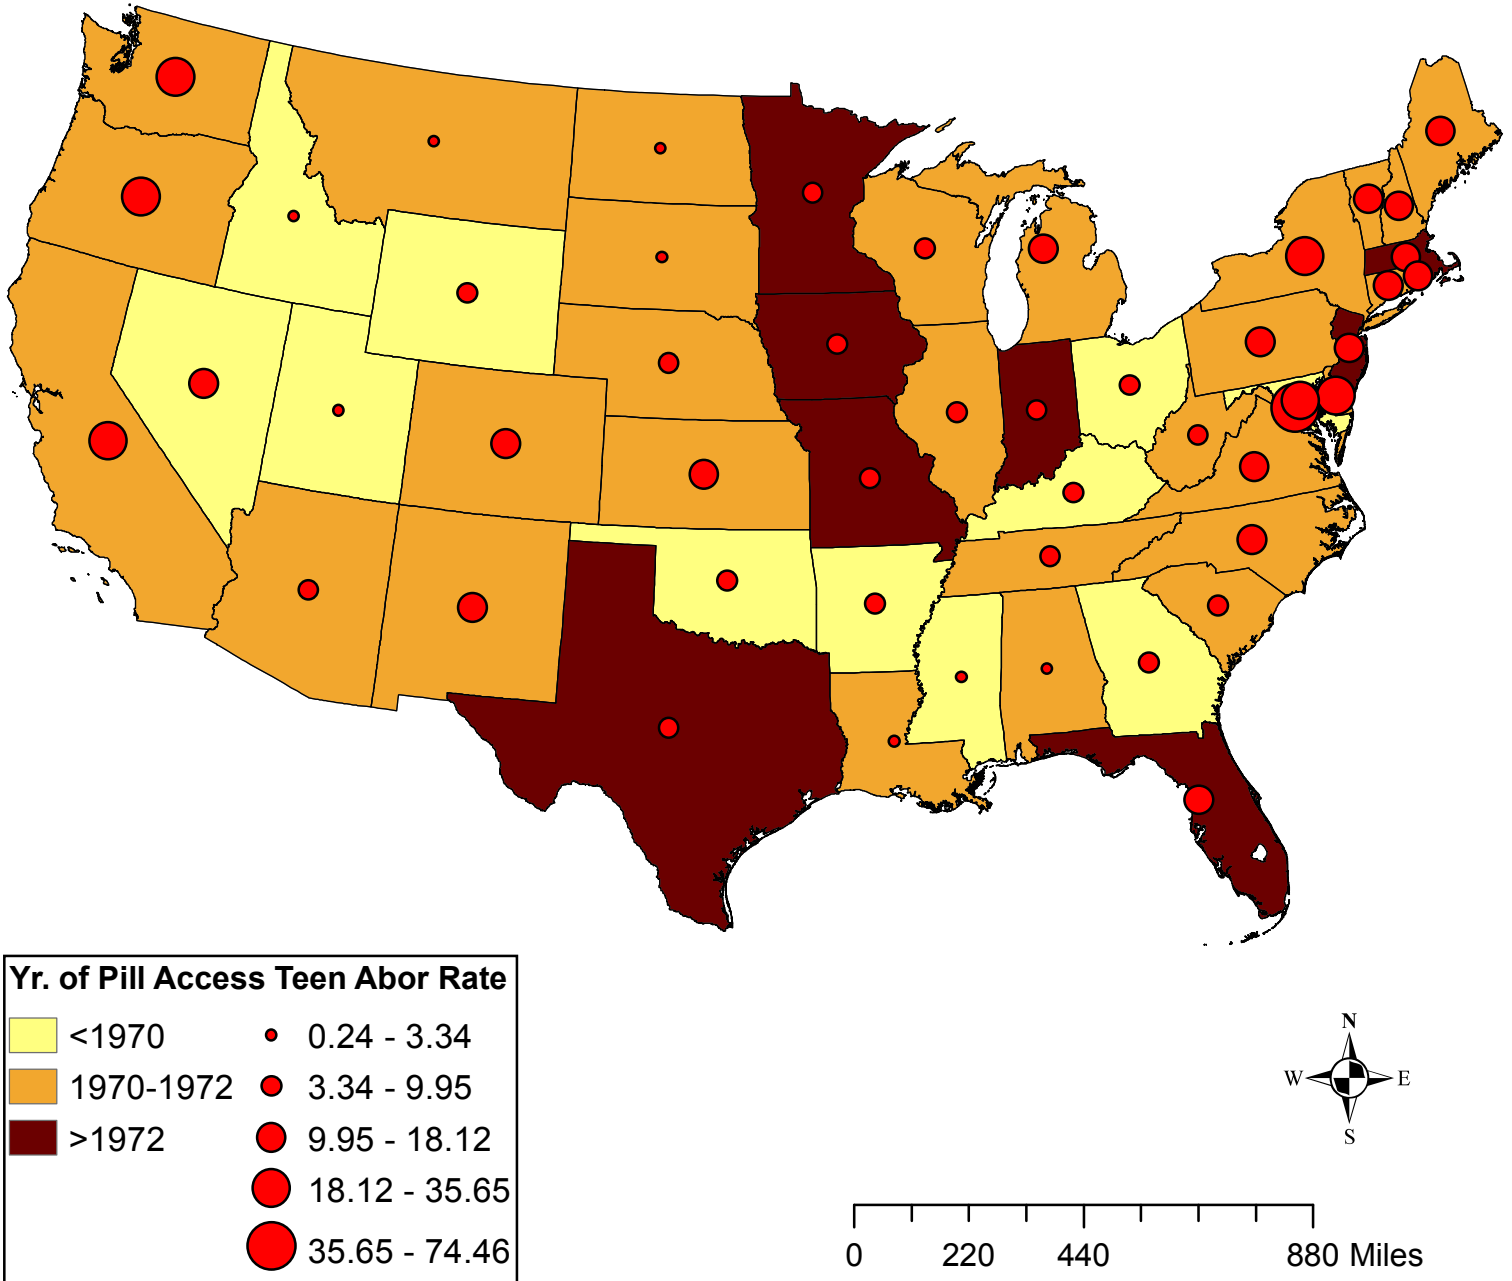 Yr. of Pill Access Teen Abor Rate
<1970 0.24 - 3.34
1970-1972 3.34 - 9.95
>1972 9.95 - 18.12
18.12 - 35.65
35.65 - 74.46
N
W E
S
0 220 440 880 Miles